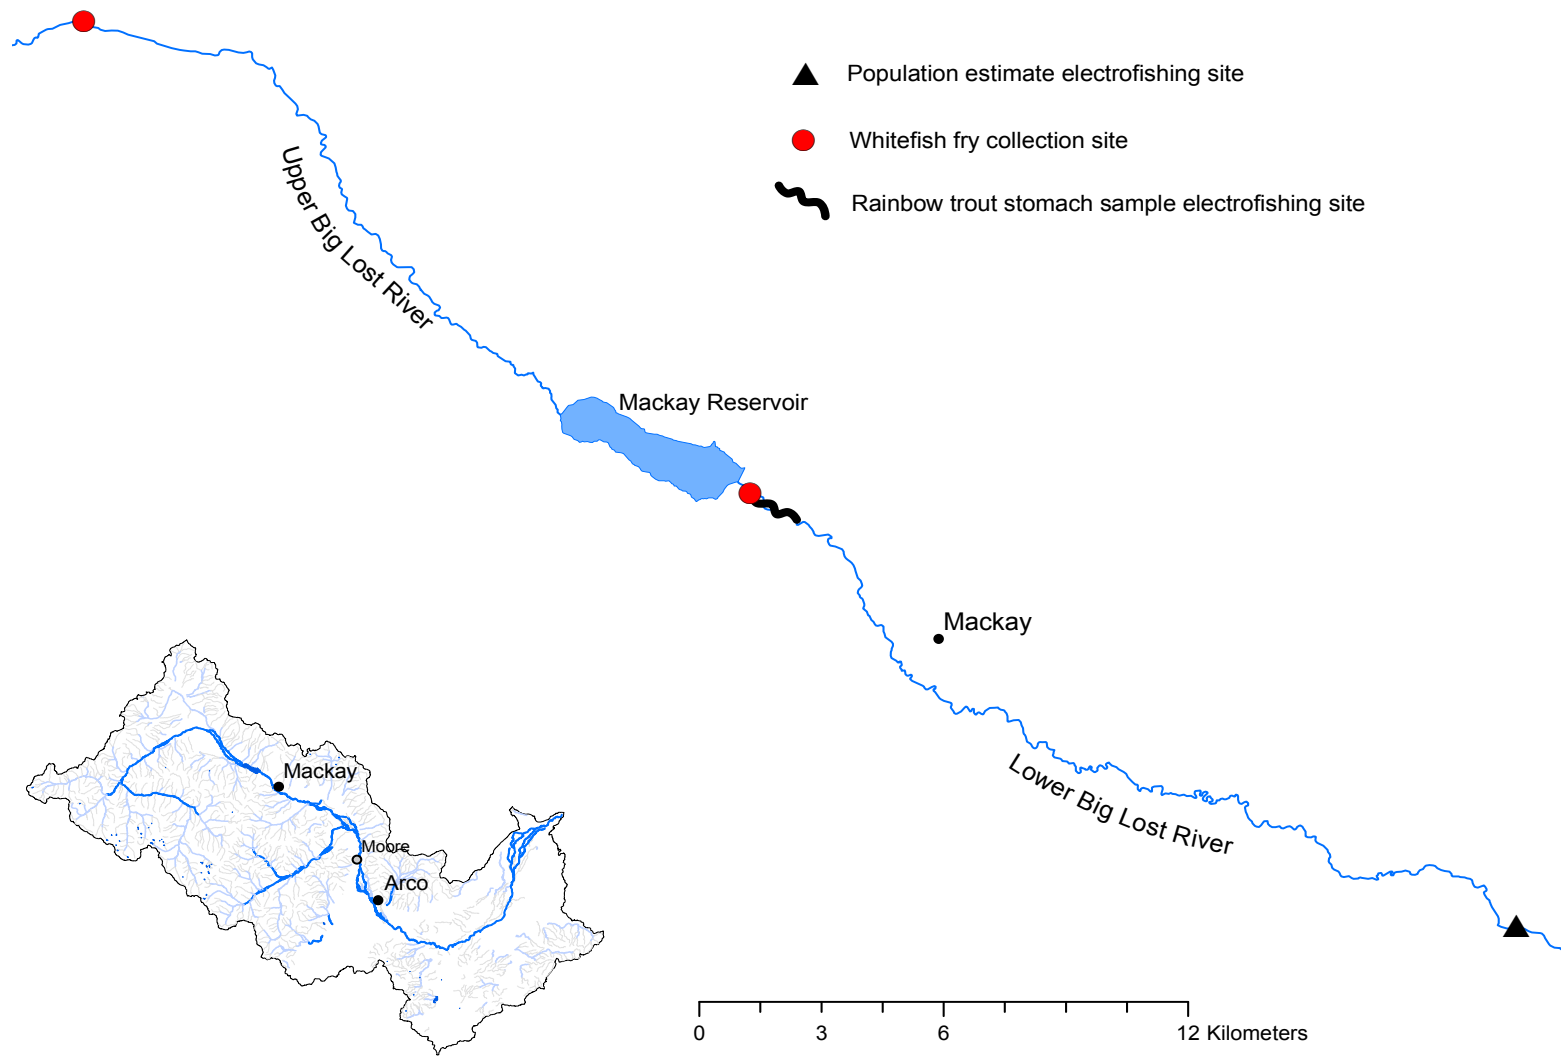 Population estimate electrofishing site
Whitefish fry collection site
Rainbow trout stomach sample electrofishing site
Upper Big Lost River
Mackay Reservoir
Mackay
Lower Big Lost River
Mackay
Moore
Arco
0 3 6 12 Kilometers